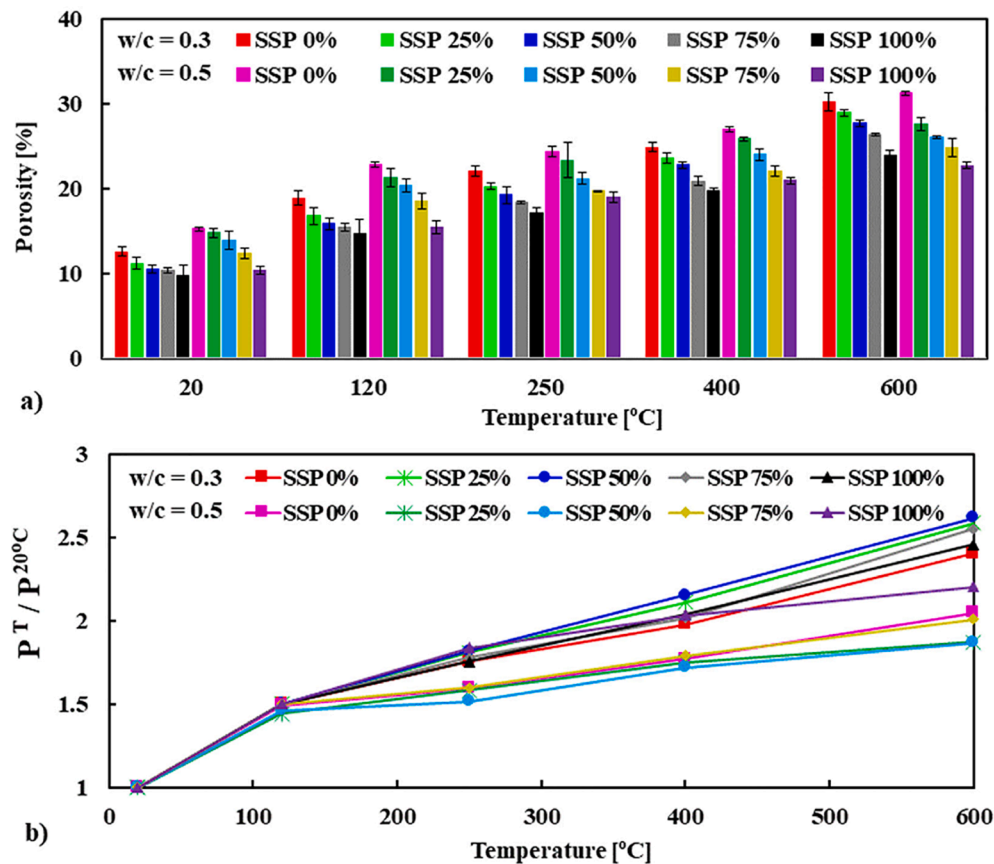 40
30
20
10
0
Porosity [%]
w/c = 0.3 SSP 0% SSP 25% SSP 50% SSP 75% SSP 100%
w/c = 0.5 SSP 0% SSP 25% SSP 50% SSP 75% SSP 100%
20 120 250 400 600
a)
Temperature [ºC]
3
2.5
2
1.5
1
P T / P 20ºC
w/c = 0.3 SSP 0% SSP 25% SSP 50% SSP 75% SSP 100%
w/c = 0.5 SSP 0% SSP 25% SSP 50% SSP 75% SSP 100%
0 100 200 300 400 500 600
b)
Temperature [ºC]